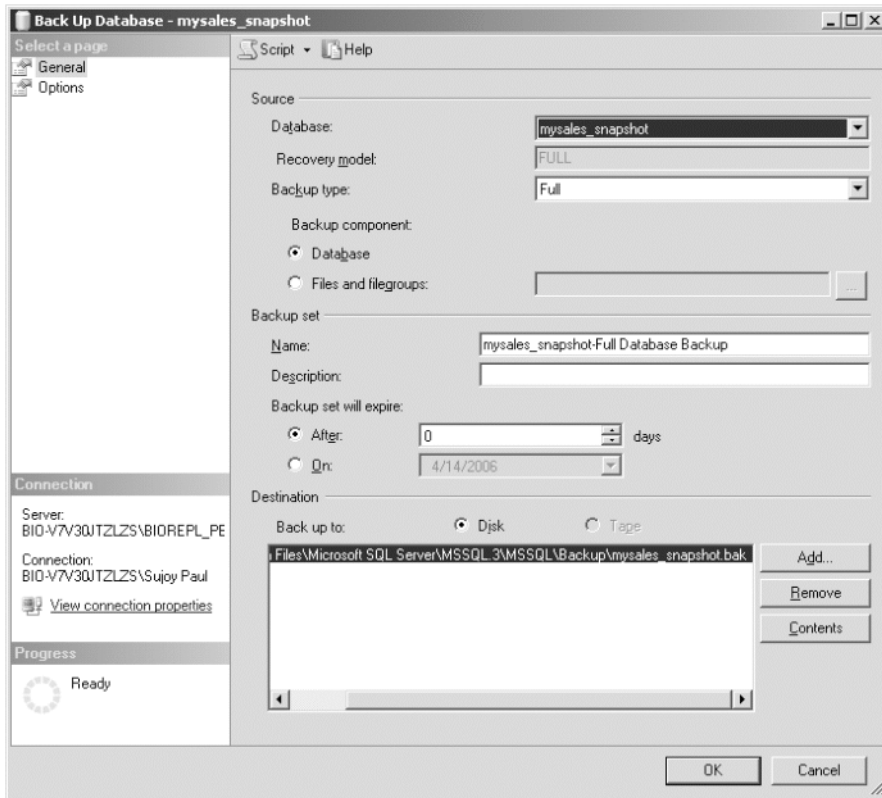 Back Up Database - mysales_snapshot
Select a page
General
Options
Script
Help
Source
Database:
mysales_snapshot
Recovery model:
FULL
Backup type:
Full
Backup component:
Database
Files and filegroups:
...
Backup set
Name:
mysales_snapshot-Full Database Backup
Description:
Backup set will expire:
After:
0
days
On:
4/14/2006
Connection
Server:
BIO-V7V30JTZLZS\BIOREPL_PE
Connection:
BIO-V7V30JTZLZS\Sujoy Paul
View connection properties
Progress
Ready
Destination
Back up to:
Disk
Tape
Files\Microsoft SQL Server\MSSQL.3\MSSQL\Backup\mysales_snapshot.bak
Add...
Remove
Contents
OK
Cancel